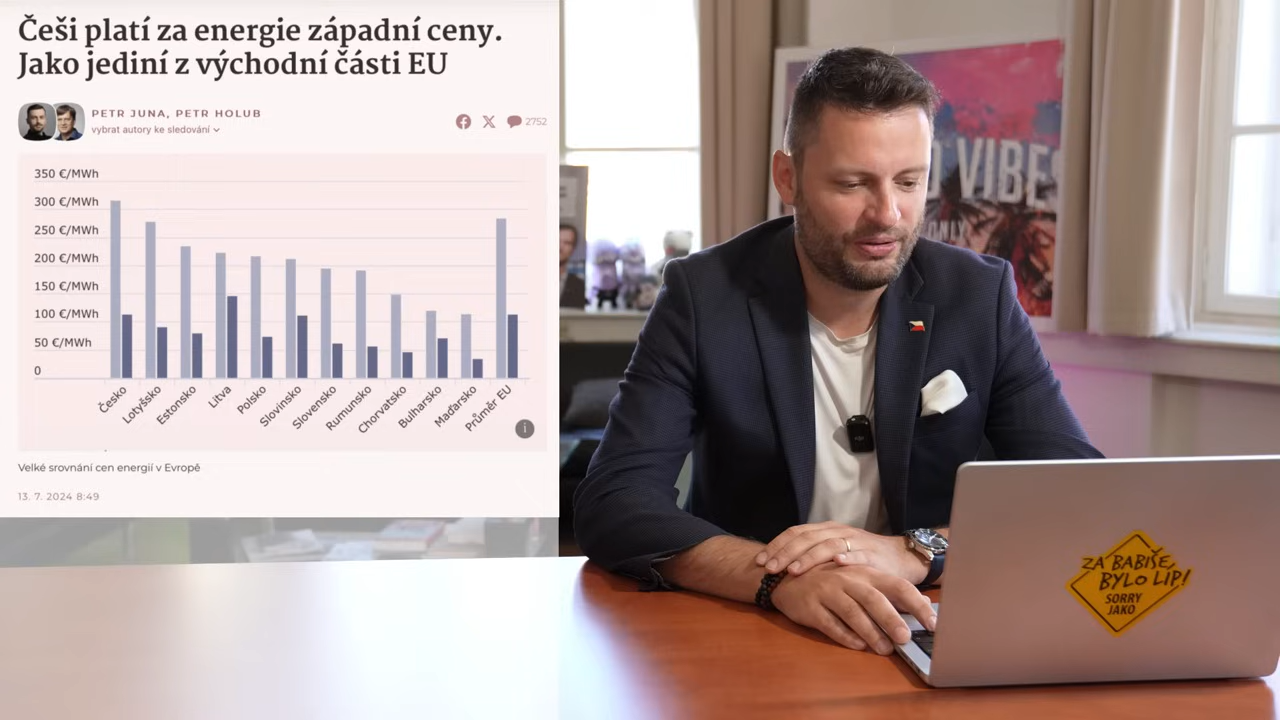 Češi platí za energie západní ceny.
Jako jediní z východní části EU
PETR JUNA, PETR HOLUB
vybrat autory ke sledování
2752
350 €/MWh
300 €/MWh
250 €/MWh
200 €/MWh
150 €/MWh
100 €/MWh
50 €/MWh
0
Česko
Lotyšsko
Estonsko
Litva
Polsko
Slovinsko
Slovensko
Rumunsko
Chorvatsko
Bulharsko
Maďarsko
Průměr EU
i
Velké srovnání cen energií v Evropě
13. 7. 2024 8:49
VIBES
ONLY
ZA BABIŠE,
BYLO LÍP!
SORRY
JAKO